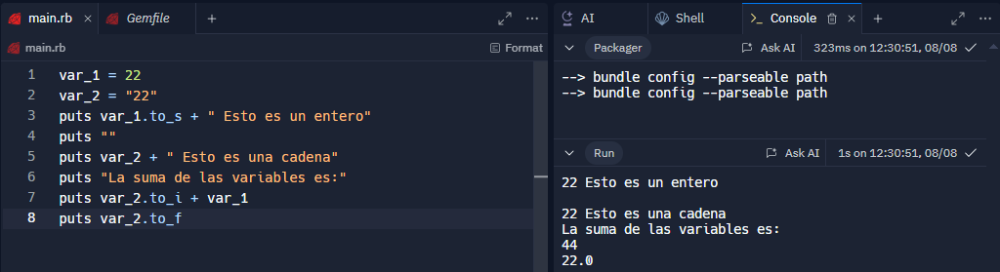 main.rb
Gemfile
main.rb
Format
1 var_1 = 22
2 var_2 = "22"
3 puts var_1.to_s + " Esto es un entero"
4 puts ""
5 puts var_2 + " Esto es una cadena"
6 puts "La suma de las variables es:"
7 puts var_2.to_i + var_1
8 puts var_2.to_f
AI
Shell
Console
Packager
Ask AI
323ms on 12:30:51, 08/08
--> bundle config --parseable path
--> bundle config --parseable path
Run
Ask AI
1s on 12:30:51, 08/08
22 Esto es un entero
22 Esto es una cadena
La suma de las variables es:
44
22.0